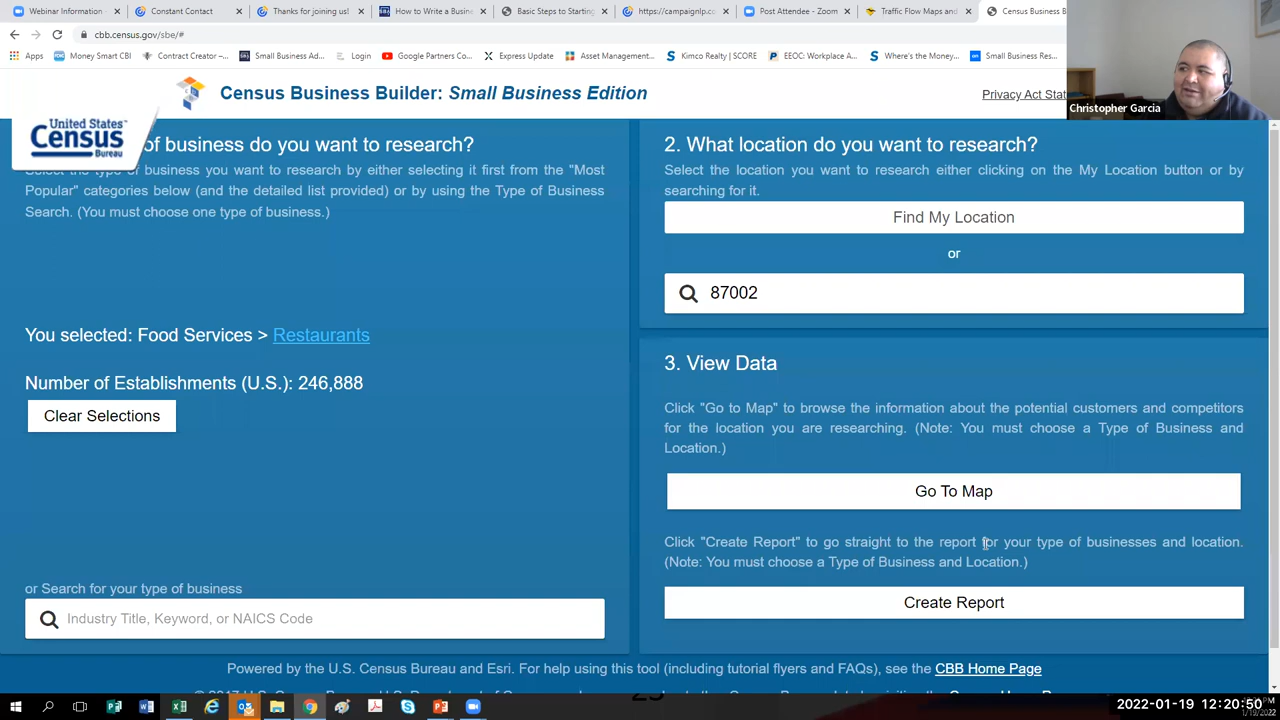 Webinar Information -
Constant Contact
Thanks for joining us!
How to Write a Busin
Basic Steps to Starting
https://campaignlp.co
Post Attendee - Zoom
Traffic Flow Maps and
Census Business B
cbb.census.gov/sbe/#
Apps
Money Smart CBI
Contract Creator –...
Small Business Ad...
Login
Google Partners Co...
Express Update
Asset Management...
Kimco Realty | SCORE
EEOC: Workplace A...
Where's the Money...
Small Business Res...
Census Business Builder: Small Business Edition
Privacy Act Stat
Christopher Garcia
United States™
Census
Bureau
of business do you want to research?
Select the type of business you want to research by either selecting it first from the "Most
Popular" categories below (and the detailed list provided) or by using the Type of Business
Search. (You must choose one type of business.)
You selected: Food Services > Restaurants
Number of Establishments (U.S.): 246,888
Clear Selections
or Search for your type of business
Industry Title, Keyword, or NAICS Code
2. What location do you want to research?
Select the location you want to research either clicking on the My Location button or by
searching for it.
Find My Location
or
87002
3. View Data
Click "Go to Map" to browse the information about the potential customers and competitors
for the location you are researching. (Note: You must choose a Type of Business and
Location.)
Go To Map
Click "Create Report" to go straight to the report for your type of businesses and location.
(Note: You must choose a Type of Business and Location.)
Create Report
Powered by the U.S. Census Bureau and Esri. For help using this tool (including tutorial flyers and FAQs), see the CBB Home Page
2022-01-19 12:20:50